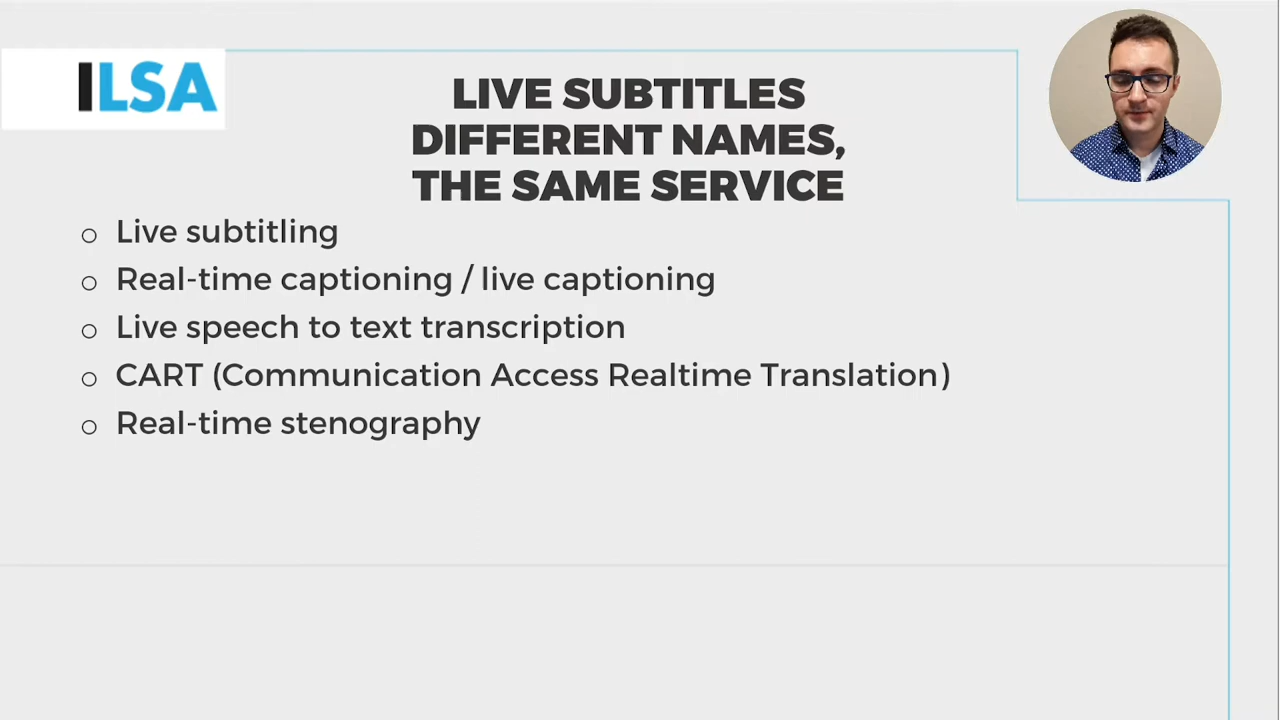 ILSA
LIVE SUBTITLES
DIFFERENT NAMES,
THE SAME SERVICE
Live subtitling
Real-time captioning / live captioning
Live speech to text transcription
CART (Communication Access Realtime Translation)
Real-time stenography